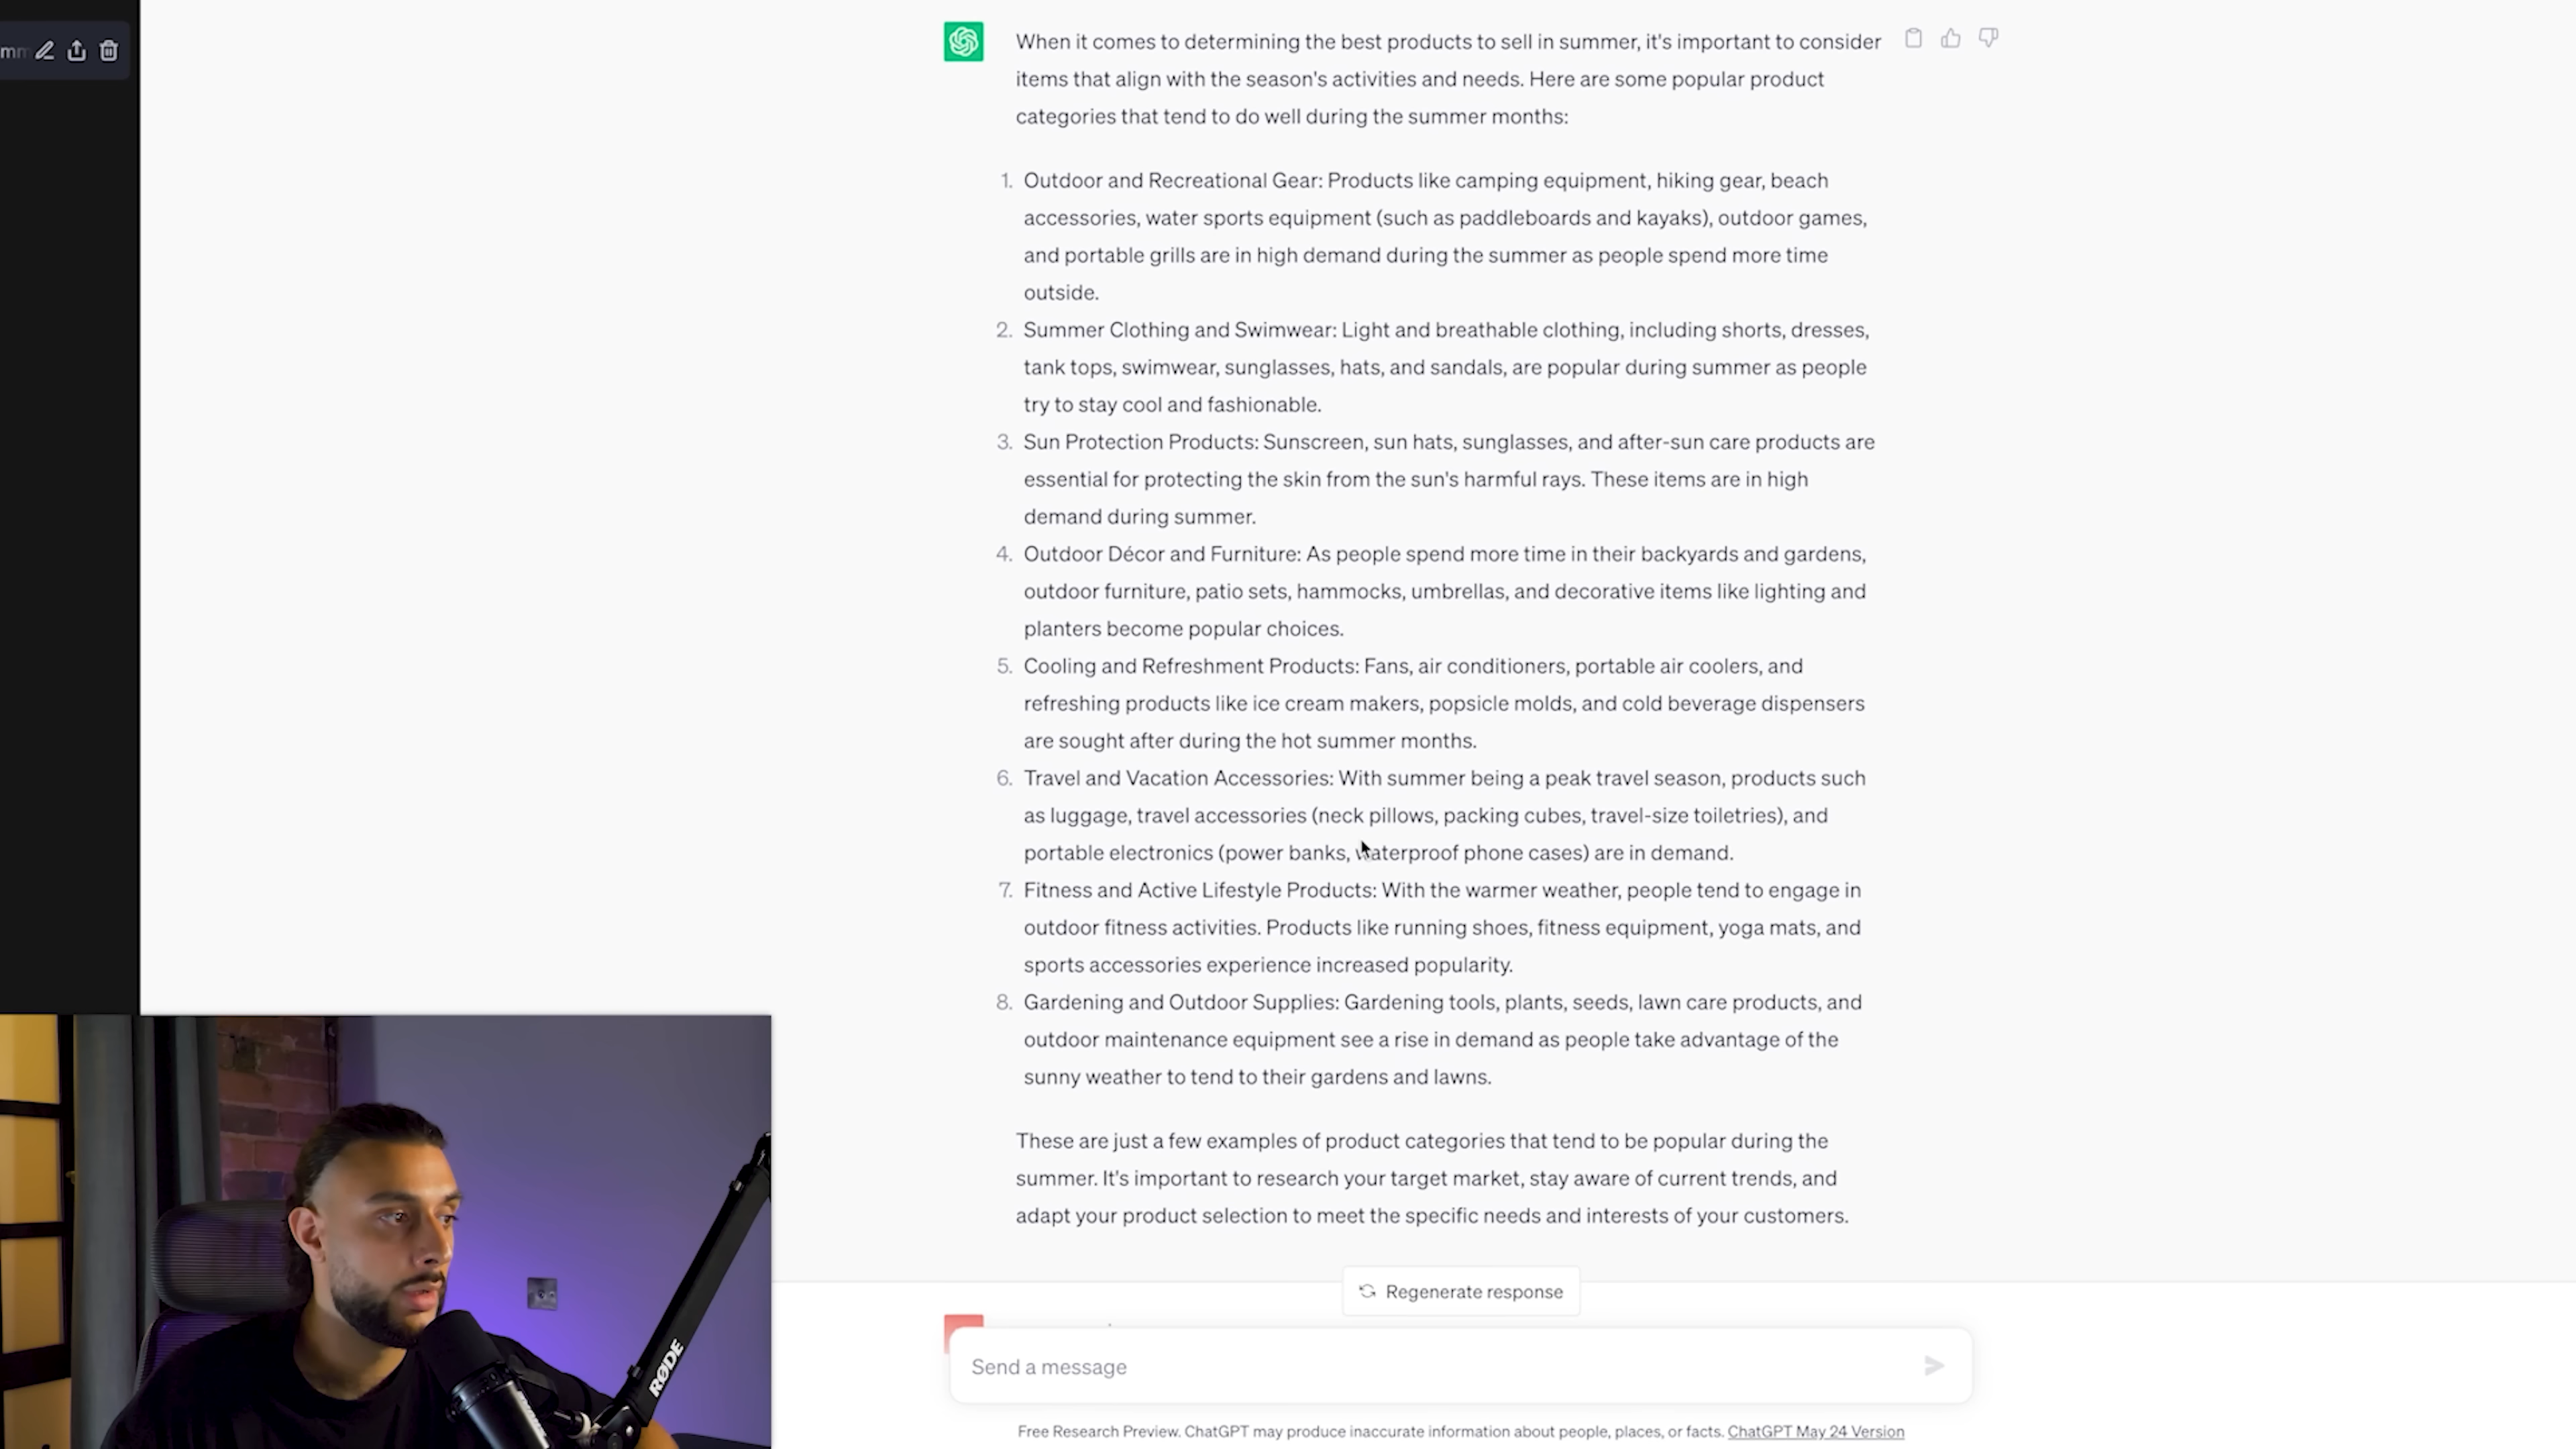 mm
When it comes to determining the best products to sell in summer, it's important to consider
items that align with the season's activities and needs. Here are some popular product
categories that tend to do well during the summer months:
1. Outdoor and Recreational Gear: Products like camping equipment, hiking gear, beach
accessories, water sports equipment (such as paddleboards and kayaks), outdoor games,
and portable grills are in high demand during the summer as people spend more time
outside.
2. Summer Clothing and Swimwear: Light and breathable clothing, including shorts, dresses,
tank tops, swimwear, sunglasses, hats, and sandals, are popular during summer as people
try to stay cool and fashionable.
3. Sun Protection Products: Sunscreen, sun hats, sunglasses, and after-sun care products are
essential for protecting the skin from the sun's harmful rays. These items are in high
demand during summer.
4. Outdoor Décor and Furniture: As people spend more time in their backyards and gardens,
outdoor furniture, patio sets, hammocks, umbrellas, and decorative items like lighting and
planters become popular choices.
5. Cooling and Refreshment Products: Fans, air conditioners, portable air coolers, and
refreshing products like ice cream makers, popsicle molds, and cold beverage dispensers
are sought after during the hot summer months.
6. Travel and Vacation Accessories: With summer being a peak travel season, products such
as luggage, travel accessories (neck pillows, packing cubes, travel-size toiletries), and
portable electronics (power banks, waterproof phone cases) are in demand.
7. Fitness and Active Lifestyle Products: With the warmer weather, people tend to engage in
outdoor fitness activities. Products like running shoes, fitness equipment, yoga mats, and
sports accessories experience increased popularity.
8. Gardening and Outdoor Supplies: Gardening tools, plants, seeds, lawn care products, and
outdoor maintenance equipment see a rise in demand as people take advantage of the
sunny weather to tend to their gardens and lawns.
These are just a few examples of product categories that tend to be popular during the
summer. It's important to research your target market, stay aware of current trends, and
adapt your product selection to meet the specific needs and interests of your customers.
Regenerate response
Send a message
Free Research Preview. ChatGPT may produce inaccurate information about people, places, or facts. ChatGPT May 24 Version
RØDE